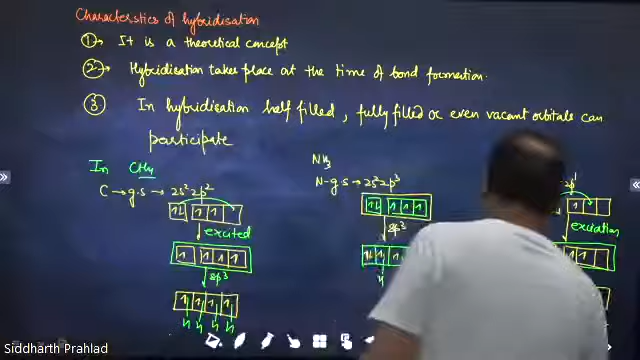 Characteristics of hybridisation
① → It is a theoretical concept
② → Hybridisation takes place at the time of bond formation.
③ In hybridisation half filled, fully filled or even vacant orbitals can
participate
In CH₄
C → g.s → 2s² 2p²
excited
sp³
NH₃
N - g.s → 2s² 2p³
sp³
excitation
Siddharth Prahlad